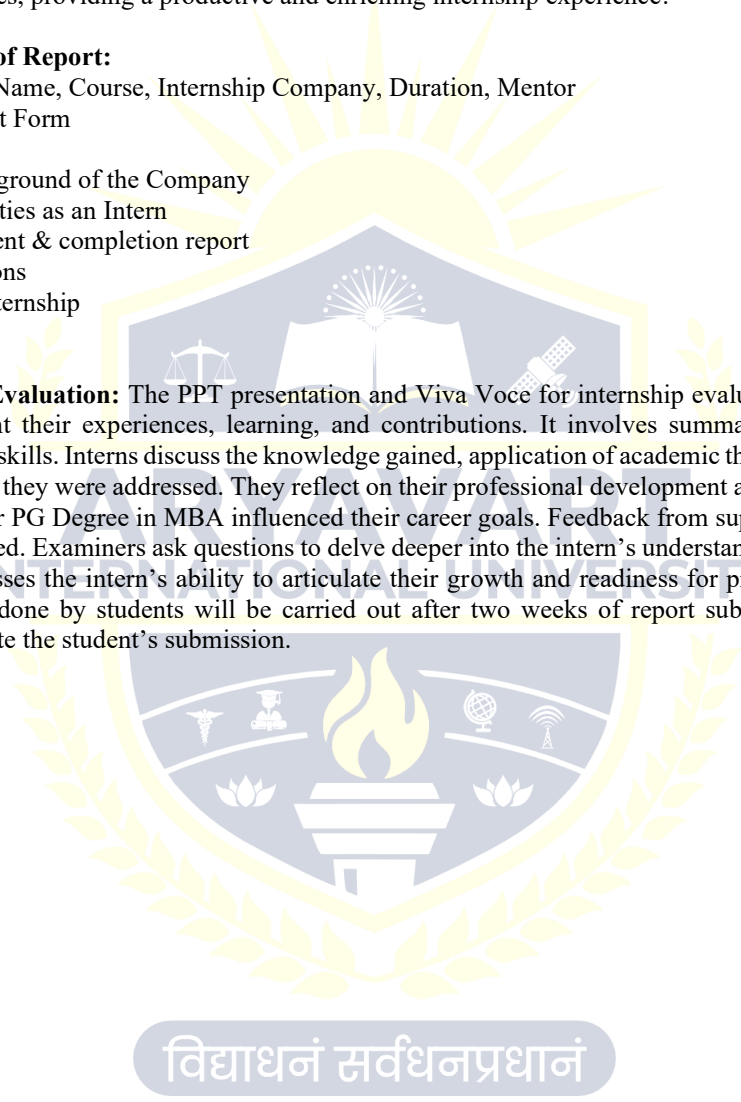 es, providing a productive and enriching internship experience.
of Report:
Name, Course, Internship Company, Duration, Mentor
t Form
ground of the Company
ties as an Intern
ent & completion report
ons
ternship
Evaluation: The PPT presentation and Viva Voce for internship evalu
nt their experiences, learning, and contributions. It involves summa
skills. Interns discuss the knowledge gained, application of academic th
they were addressed. They reflect on their professional development a
r PG Degree in MBA influenced their career goals. Feedback from sup
ed. Examiners ask questions to delve deeper into the intern's understan
sses the intern's ability to articulate their growth and readiness for p
done by students will be carried out after two weeks of report sub
te the student's submission.
ARYAVART
INTERNATIONAL UNIVERSIT
विद्याधनं सर्वधनप्रधानं